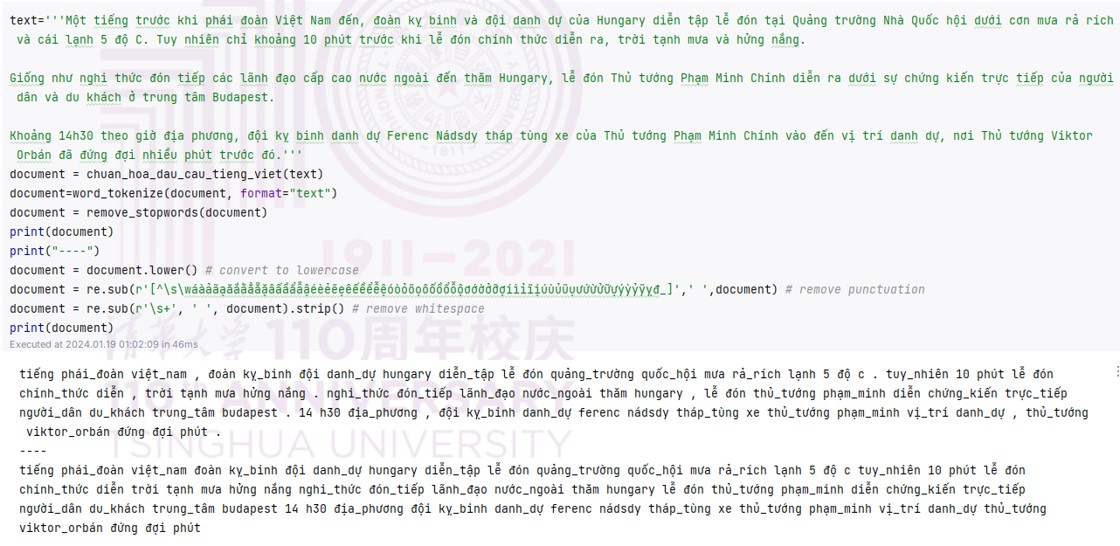 text='''Một tiếng trước khi phái đoàn Việt Nam đến, đoàn kỵ binh và đội danh dự của Hungary diễn tập lễ đón tại Quảng trường Nhà Quốc hội dưới cơn mưa rả rích
và cái lạnh 5 độ C. Tuy nhiên chỉ khoảng 10 phút trước khi lễ đón chính thức diễn ra, trời tạnh mưa và hửng nắng.
Giống như nghi thức đón tiếp các lãnh đạo cấp cao nước ngoài đến thăm Hungary, lễ đón Thủ tướng Phạm Minh Chính diễn ra dưới sự chứng kiến trực tiếp của người
dân và du khách ở trung tâm Budapest.
Khoảng 14h30 theo giờ địa phương, đội kỵ binh danh dự Ferenc Nádsdy tháp tùng xe của Thủ tướng Phạm Minh Chính vào đến vị trí danh dự, nơi Thủ tướng Viktor
Orbán đã đứng đợi nhiều phút trước đó.'''
document = chuan_hoa_dau_cau_tieng_viet(text)
document=word_tokenize(document, format="text")
document = remove_stopwords(document)
print(document)
print("----")
document = document.lower() # convert to lowercase
document = re.sub(r'[^\s\wáàảãạăắằẳẵặâấầẩẫậéèẻẽẹêếềểễệóòỏõọôốồổỗộơớờởỡợíìỉĩịúùủũụưứừửữựýỳỷỹỵđ_]',' ',document) # remove punctuation
document = re.sub(r'\s+', ' ', document).strip() # remove whitespace
print(document)
Executed at 2024.01.19 01:02:09 in 46ms
tiếng phái_đoàn việt_nam , đoàn kỵ_binh đội danh_dự hungary diễn_tập lễ đón quảng_trường quốc_hội mưa rả_rích lạnh 5 độ c . tuy_nhiên 10 phút lễ đón
chính_thức diễn , trời tạnh mưa hửng nắng . nghi_thức đón_tiếp lãnh_đạo nước_ngoài thăm hungary , lễ đón thủ_tướng phạm_minh diễn chứng_kiến trực_tiếp
người_dân du_khách trung_tâm budapest . 14 h30 địa_phương , đội kỵ_binh danh_dự ferenc nádsdy tháp_tùng xe thủ_tướng phạm_minh vị_trí danh_dự , thủ_tướng
viktor_orbán đứng đợi phút .
----
tiếng phái_đoàn việt_nam đoàn kỵ_binh đội danh_dự hungary diễn_tập lễ đón quảng_trường quốc_hội mưa rả_rích lạnh 5 độ c tuy_nhiên 10 phút lễ đón
chính_thức diễn trời tạnh mưa hửng nắng nghi_thức đón_tiếp lãnh_đạo nước_ngoài thăm hungary lễ đón thủ_tướng phạm_minh diễn chứng_kiến trực_tiếp
người_dân du_khách trung_tâm budapest 14 h30 địa_phương đội kỵ_binh danh_dự ferenc nádsdy tháp_tùng xe thủ_tướng phạm_minh vị_trí danh_dự thủ_tướng
viktor_orbán đứng đợi phút
1911—2021
清华大学 110周年校庆
110th ANNIVERSARY
TSINGHUA UNIVERSITY